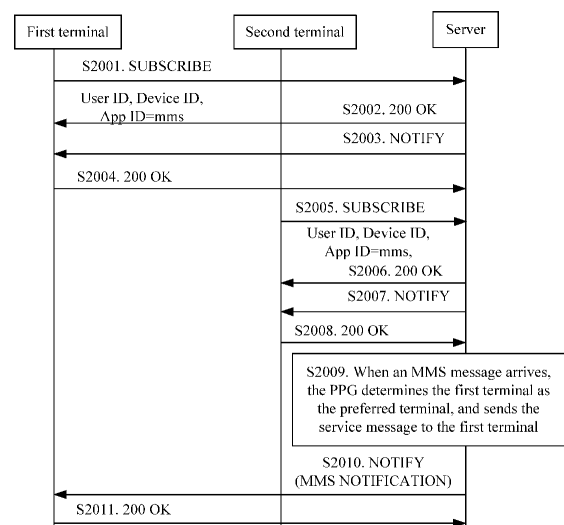 First terminal
Second terminal
Server
S2001. SUBSCRIBE
User ID, Device ID,
App ID=mms
S2002. 200 OK
S2003. NOTIFY
S2004. 200 OK
S2005. SUBSCRIBE
User ID, Device ID,
App ID=mms,
S2006. 200 OK
S2007. NOTIFY
S2008. 200 OK
S2009. When an MMS message arrives,
the PPG determines the first terminal as
the preferred terminal, and sends the
service message to the first terminal
S2010. NOTIFY
(MMS NOTIFICATION)
S2011. 200 OK